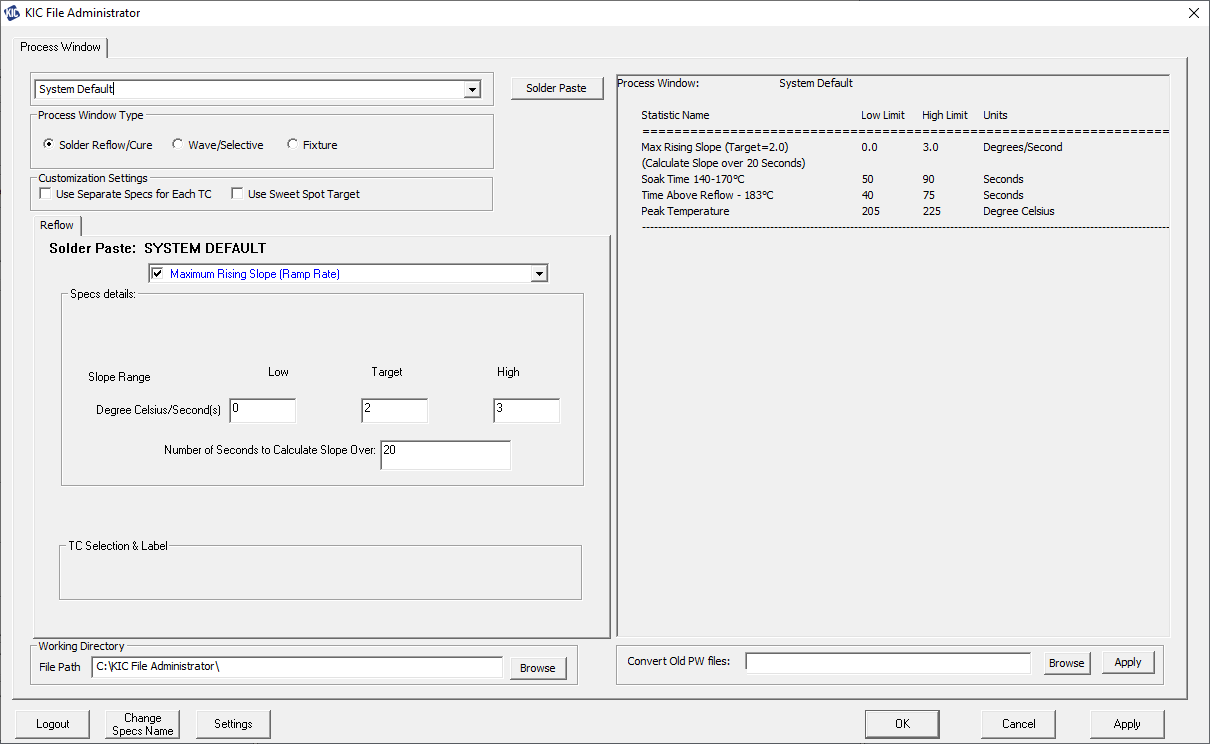 KIC File Administrator
Process Window
System Default
Solder Paste
Process Window Type
Solder Reflow/Cure Wave/Selective Fixture
Customization Settings
Use Separate Specs for Each TC Use Sweet Spot Target
Reflow
Solder Paste: SYSTEM DEFAULT
Maximum Rising Slope (Ramp Rate)
Specs details:
Slope Range Low Target High
Degree Celsius/Second(s) 0 2 3
Number of Seconds to Calculate Slope Over: 20
TC Selection & Label
Working Directory
File Path C:\KIC File Administrator\ Browse
Process Window: System Default
Statistic Name Low Limit High Limit Units
Max Rising Slope (Target=2.0) 0.0 3.0 Degrees/Second
(Calculate Slope over 20 Seconds)
Soak Time 140-170°C 50 90 Seconds
Time Above Reflow - 183°C 40 75 Seconds
Peak Temperature 205 225 Degree Celsius
Convert Old PW files: Browse Apply
Logout Change Specs Name Settings OK Cancel Apply